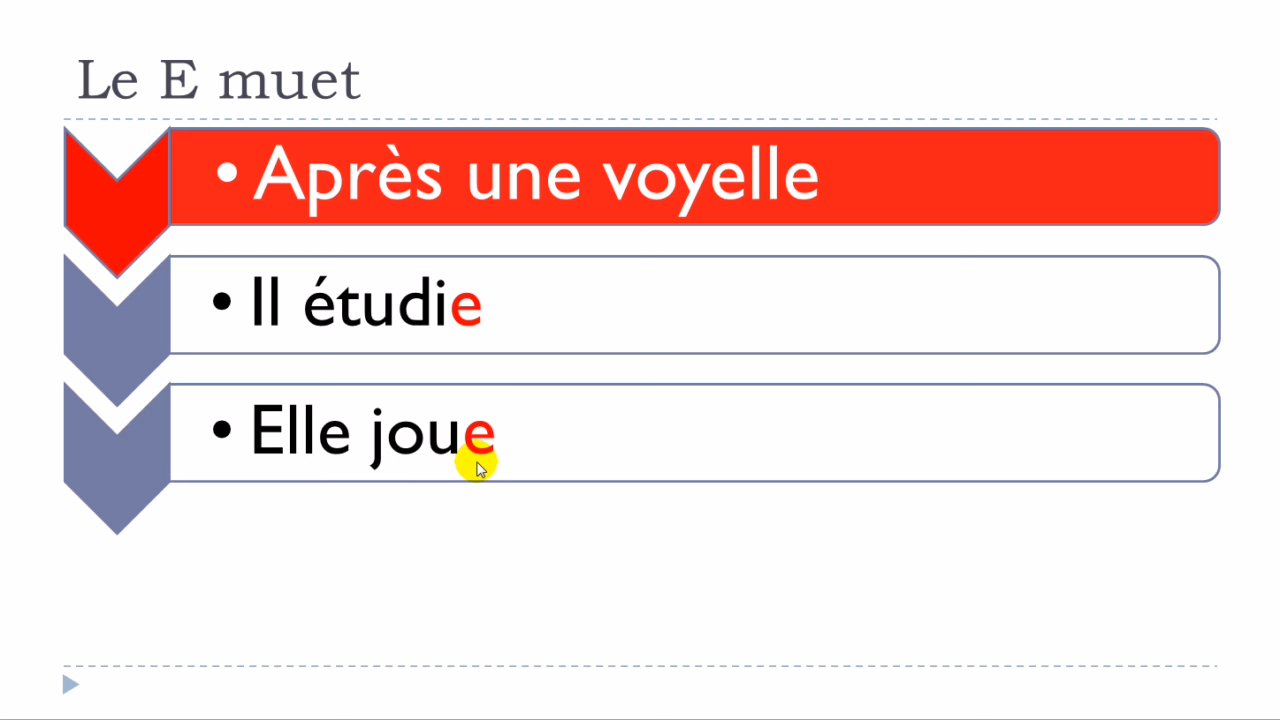 Le E muet
• Après une voyelle
• Il étudie
• Elle joue